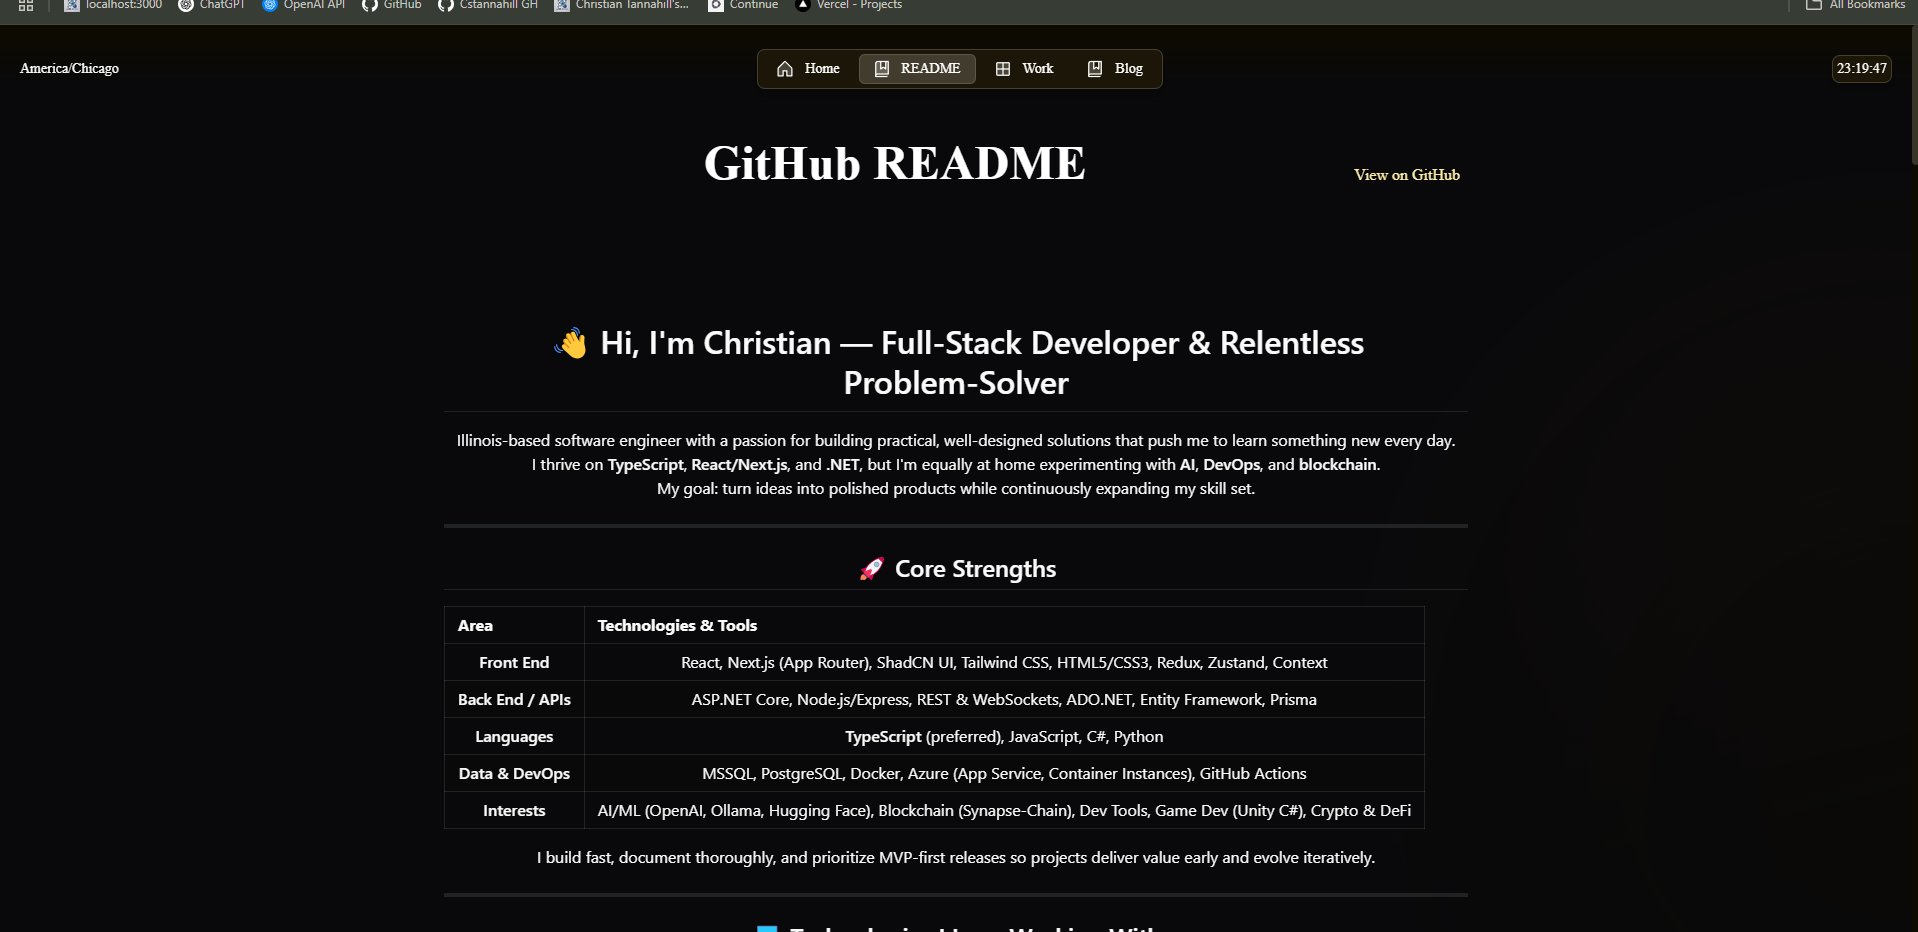 localhost:3000 ChatGPT OpenAI API GitHub Cstannahill GH Christian Tannahill's... Continue Vercel - Projects All Bookmarks
America/Chicago Home README Work Blog 23:19:47
GitHub README
View on GitHub
👋 Hi, I'm Christian — Full-Stack Developer & Relentless
Problem-Solver
Illinois-based software engineer with a passion for building practical, well-designed solutions that push me to learn something new every day.
I thrive on TypeScript, React/Next.js, and .NET, but I'm equally at home experimenting with AI, DevOps, and blockchain.
My goal: turn ideas into polished products while continuously expanding my skill set.
🚀 Core Strengths
Area Technologies & Tools
Front End React, Next.js (App Router), ShadCN UI, Tailwind CSS, HTML5/CSS3, Redux, Zustand, Context
Back End / APIs ASP.NET Core, Node.js/Express, REST & WebSockets, ADO.NET, Entity Framework, Prisma
Languages TypeScript (preferred), JavaScript, C#, Python
Data & DevOps MSSQL, PostgreSQL, Docker, Azure (App Service, Container Instances), GitHub Actions
Interests AI/ML (OpenAI, Ollama, Hugging Face), Blockchain (Synapse-Chain), Dev Tools, Game Dev (Unity C#), Crypto & DeFi
I build fast, document thoroughly, and prioritize MVP-first releases so projects deliver value early and evolve iteratively.